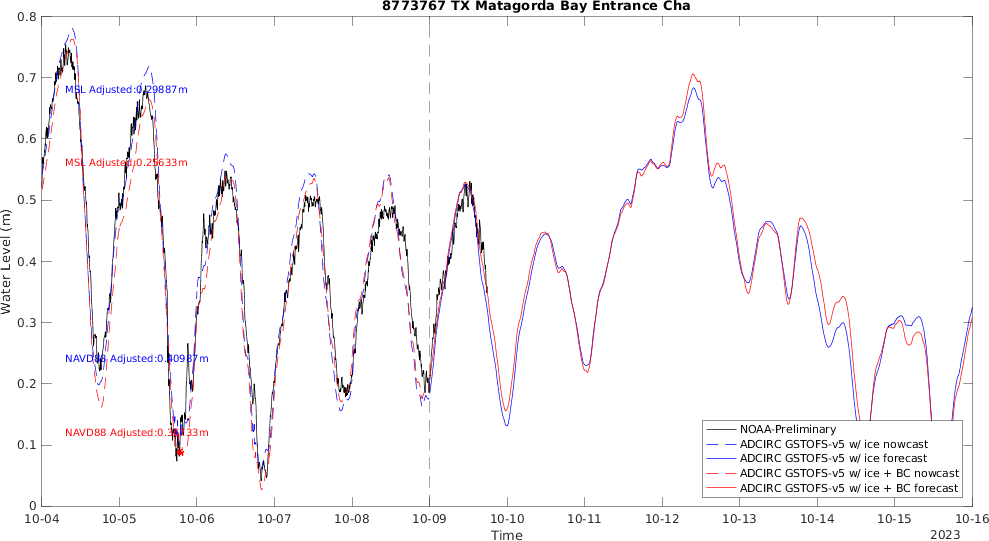 8773767 TX Matagorda Bay Entrance Cha
Water Level (m)
0.8
0.7
0.6
0.5
0.4
0.3
0.2
0.1
0
MSL Adjusted:0.29887m
MSL Adjusted:0.25633m
NAVD88 Adjusted:0.40987m
NAVD88 Adjusted:
NOAA-Preliminary
ADCIRC GSTOFS-v5 w/ ice nowcast
ADCIRC GSTOFS-v5 w/ ice forecast
ADCIRC GSTOFS-v5 w/ ice + BC nowcast
ADCIRC GSTOFS-v5 w/ ice + BC forecast
10-04 10-05 10-06 10-07 10-08 10-09 10-10 10-11 10-12 10-13 10-14 10-15 10-16
Time
2023